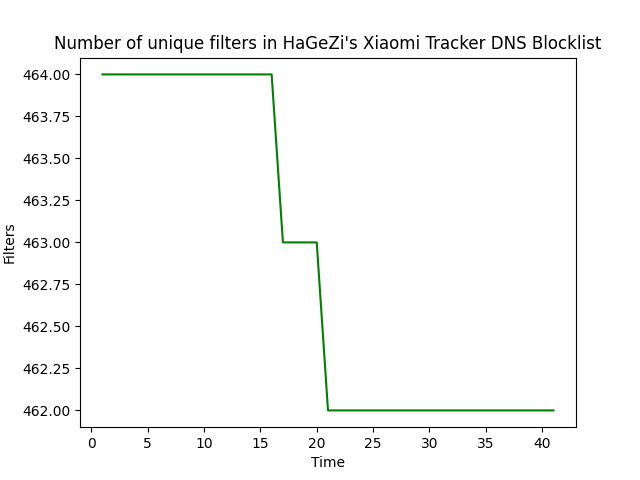 Number of unique filters in HaGeZi's Xiaomi Tracker DNS Blocklist
464.00
463.75
463.50
463.25
463.00
462.75
462.50
462.25
462.00
Filters
0 5 10 15 20 25 30 35 40
Time